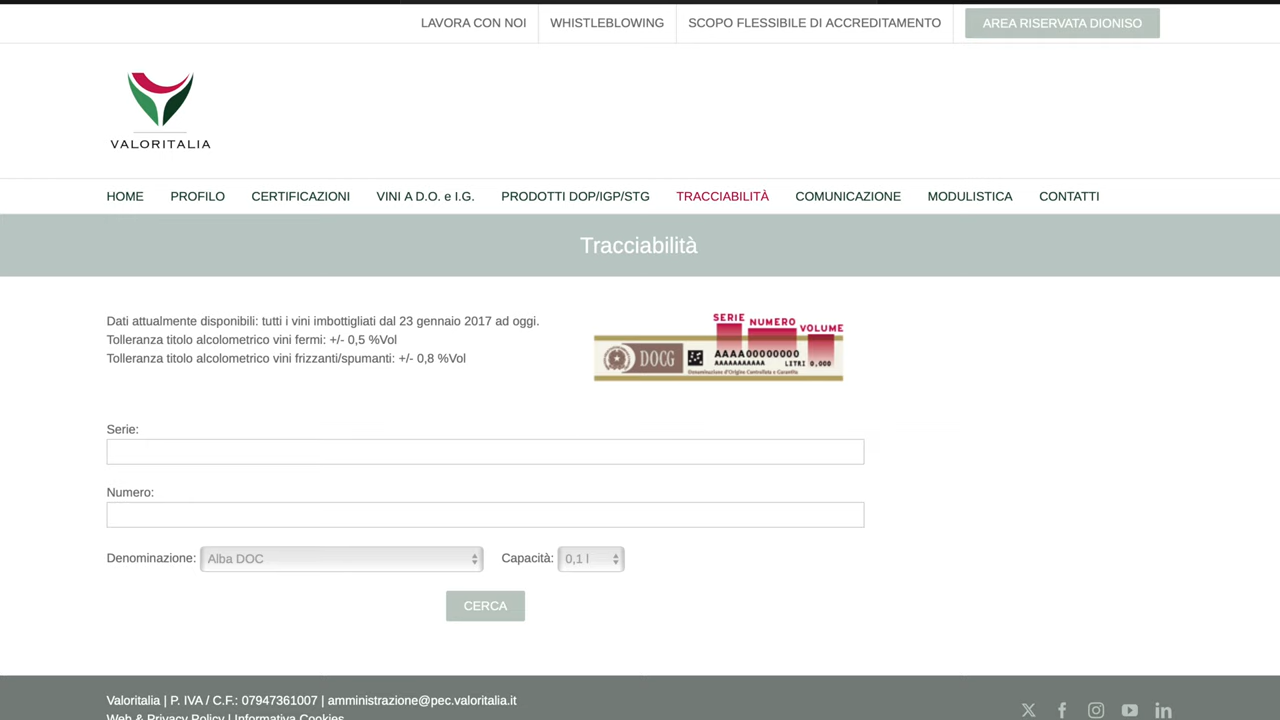 LAVORA CON NOI
WHISTLEBLOWING
SCOPO FLESSIBILE DI ACCREDITAMENTO
AREA RISERVATA DIONISO
VALORITALIA
HOME
PROFILO
CERTIFICAZIONI
VINI A D.O. e I.G.
PRODOTTI DOP/IGP/STG
TRACCIABILITÀ
COMUNICAZIONE
MODULISTICA
CONTATTI
Tracciabilità
Dati attualmente disponibili: tutti i vini imbottigliati dal 23 gennaio 2017 ad oggi.
Tolleranza titolo alcolometrico vini fermi: +/- 0,5 %Vol
Tolleranza titolo alcolometrico vini frizzanti/spumanti: +/- 0,8 %Vol
SERIE NUMERO VOLUME
DOCG
AAAA00000000
AAAAAAAAAAA LITRI 0,000
Denominazione d'Origine Controllata e Garantita
Serie:
Numero:
Denominazione: Alba DOC
Capacità: 0,1 l
CERCA
Valoritalia | P. IVA / C.F.: 07947361007 | amministrazione@pec.valoritalia.it
Web & Privacy Policy | Informativa Cookies